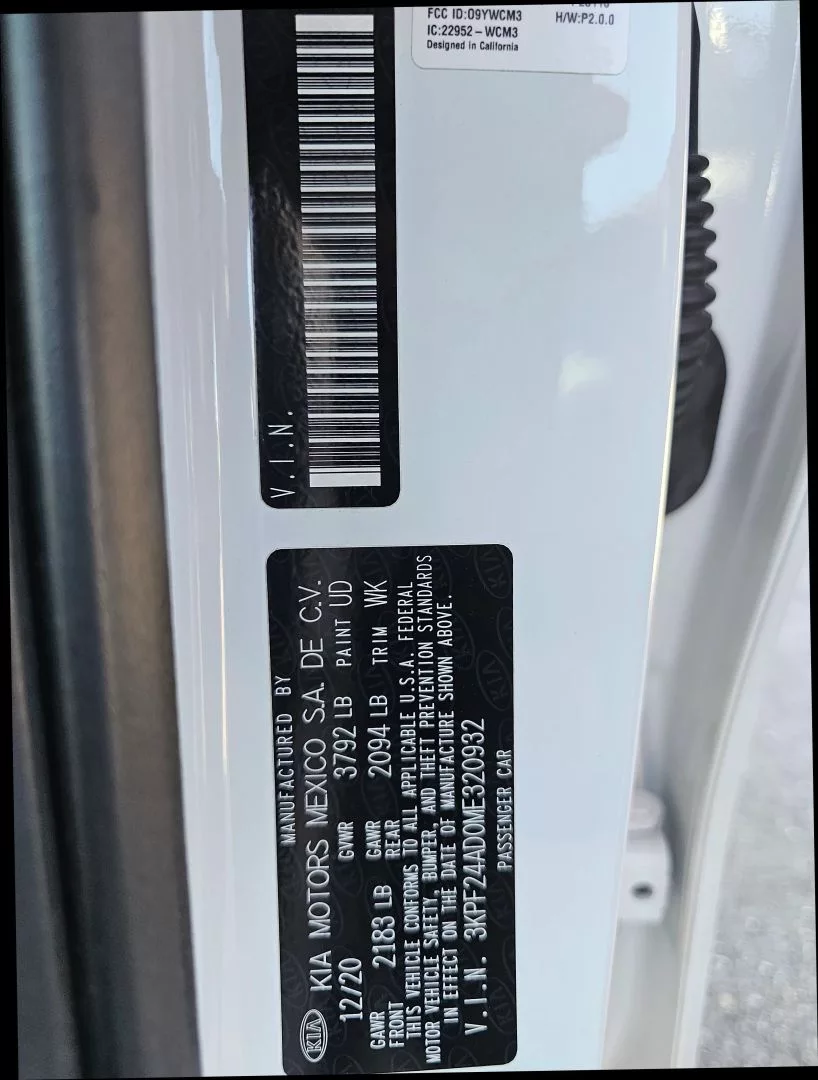 FCC ID:O9YWCM3
H/W:P2.0.0
IC:22952-WCM3
Designed in California
V.I.N.
MANUFACTURED BY
KIA KIA MOTORS MEXICO S.A. DE C.V.
12/20 GVWR 3792 LB PAINT UD
GAWR FRONT 2183 LB GAWR REAR 2094 LB TRIM WK
THIS VEHICLE CONFORMS TO ALL APPLICABLE U.S.A. FEDERAL
MOTOR VEHICLE SAFETY, BUMPER, AND THEFT PREVENTION STANDARDS
IN EFFECT ON THE DATE OF MANUFACTURE SHOWN ABOVE.
V.I.N. 3KPF24AD0ME320932
PASSENGER CAR